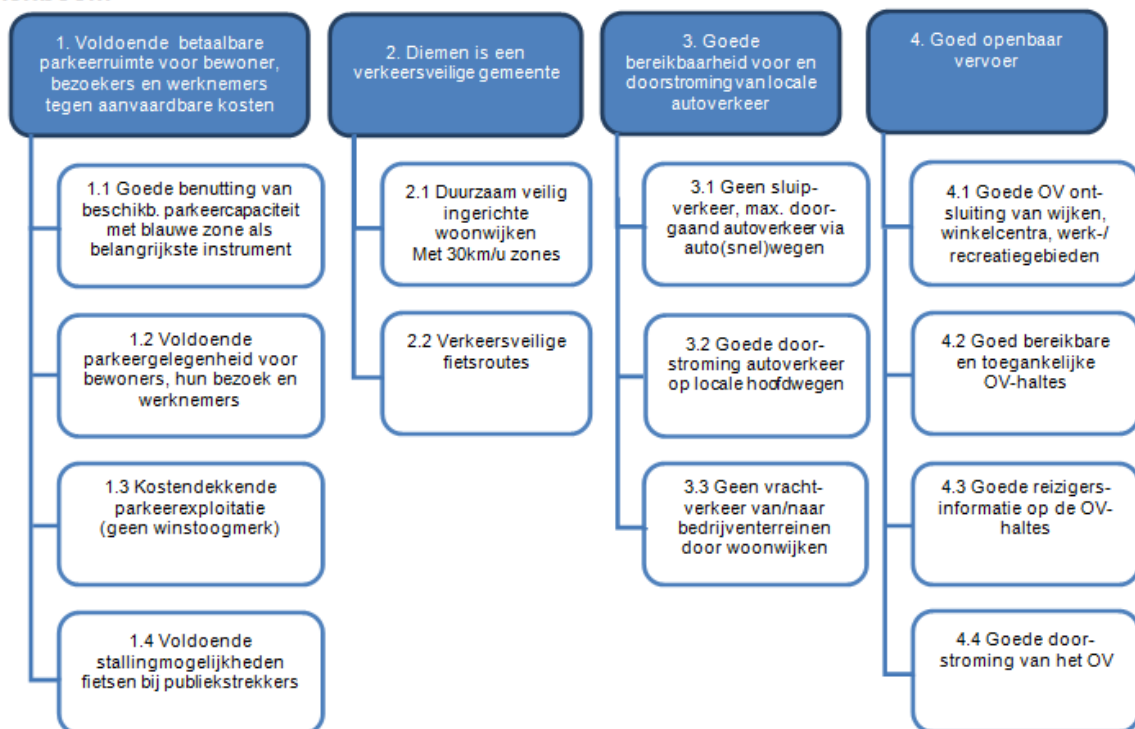 1. Voldoende betaalbare
parkeerruimte voor bewoner,
bezoekers en werknemers
tegen aanvaardbare kosten
1.1 Goede benutting van
beschikb. parkeercapaciteit
met blauwe zone als
belangrijkste instrument
1.2 Voldoende
parkeergelegenheid voor
bewoners, hun bezoek en
werknemers
1.3 Kostendekkende
parkeerexploitatie
(geen winstoogmerk)
1.4 Voldoende
stallingmogelijkheden
fietsen bij publiekstrekkers
2. Diemen is een
verkeersveilige gemeente
2.1 Duurzaam veilig
ingerichte
woonwijken
Met 30km/u zones
2.2 Verkeersveilige
fietsroutes
3. Goede
bereikbaarheid voor en
doorstroming van locale
autoverkeer
3.1 Geen sluip-
verkeer, max. door-
gaand autoverkeer via
auto(snel)wegen
3.2 Goede door-
stroming autoverkeer
op locale hoofdwegen
3.3 Geen vracht-
verkeer van/naar
bedrijventerreinen
door woonwijken
4. Goed openbaar
vervoer
4.1 Goede OV ont-
sluiting van wijken,
winkelcentra, werk-/
recreatiegebieden
4.2 Goed bereikbare
en toegankelijke
OV-haltes
4.3 Goede reizigers-
informatie op de OV-
haltes
4.4 Goede door-
stroming van het OV